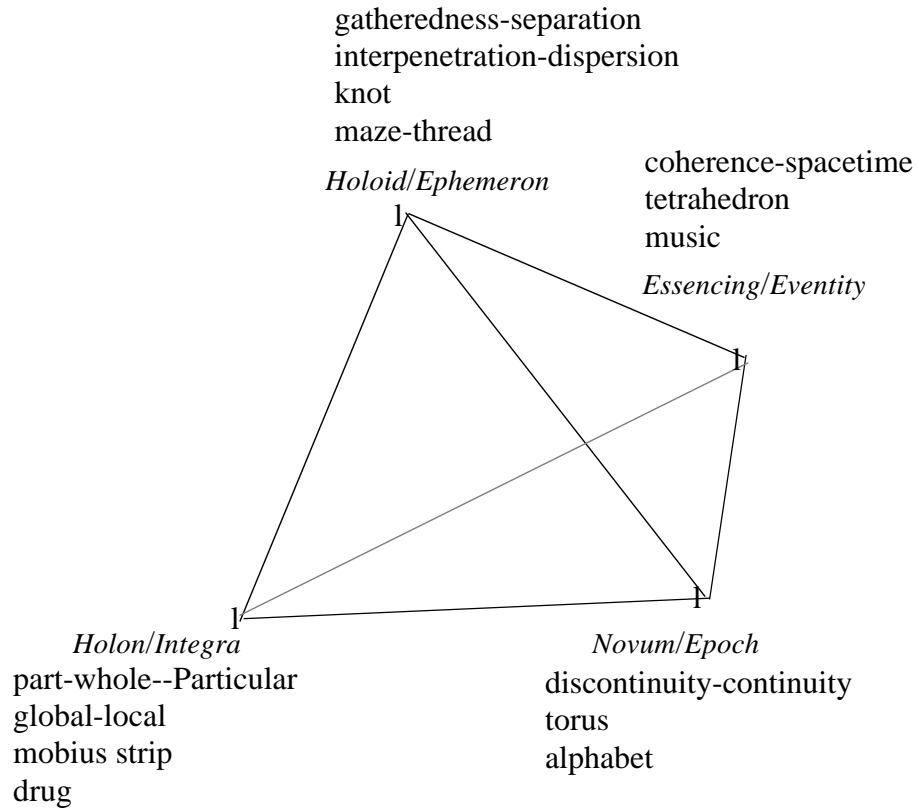 gatheredness-separation
interpenetration-dispersion
knot
maze-thread
Holoid/Ephemeron
coherence-spacetime
tetrahedron
music
Essencing/Eventity
l
l
l
l
Holon/Integra
part-whole--Particular
global-local
mobius strip
drug
Novum/Epoch
discontinuity-continuity
torus
alphabet